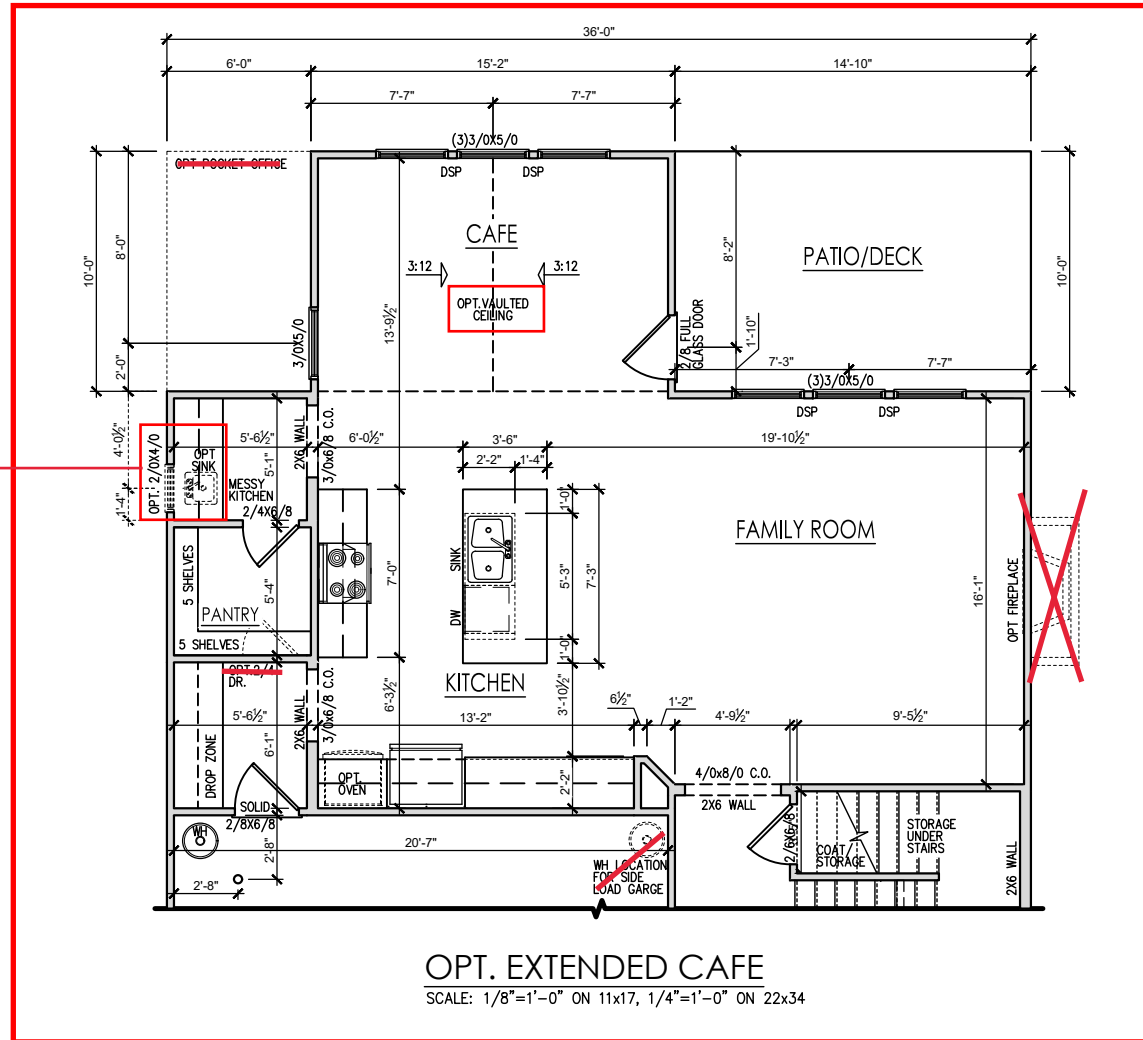 36'-0"
6'-0"
15'-2"
14'-10"
7'-7"
7'-7"
(3)3/0X5/0
OPT POCKET OFFICE
DSP
DSP
CAFE
PATIO/DECK
3:12
3:12
OPT.VAULTED
CEILING
10'-0"
8'-0"
2'-0"
13'-9½"
3/0X5/0
8'-2"
10'-0"
2/8 FULL
GLASS DOOR
1'-10"
7'-3"
7'-7"
(3)3/0X5/0
DSP
DSP
4'-0½"
1'-4"
OPT. 2/0X4/0
5'-6½"
OPT
SINK
5'-1"
MESSY
KITCHEN
2/4X6/8
2X6 WALL
3/0x6/8 C.O.
6'-0½"
3'-6"
2'-2"
1'-4"
19'-10½"
1'-0"
SINK
DW
5'-3"
7'-3"
1'-0"
7'-0"
FAMILY ROOM
16'-1"
OPT FIREPLACE
5 SHELVES
5'-4"
PANTRY
5 SHELVES
OPT.2/4
DR.
KITCHEN
6'-3½"
3'-10½"
5'-6½"
2X6 WALL
3/0x6/8 C.O.
13'-2"
6½"
1'-2"
4'-9½"
9'-5½"
DROP ZONE
6'-1"
OPT.
OVEN
2'-2"
4/0x8/0 C.O.
2X6 WALL
SOLID
2/8X6/8
WH
2'-8"
2'-8"
20'-7"
WH LOCATION
FOR SIDE
LOAD GARGE
2/6X6/8
COAT
STORAGE
STORAGE
UNDER
STAIRS
2X6 WALL
OPT. EXTENDED CAFE
SCALE: 1/8"=1'-0" ON 11x17, 1/4"=1'-0" ON 22x34